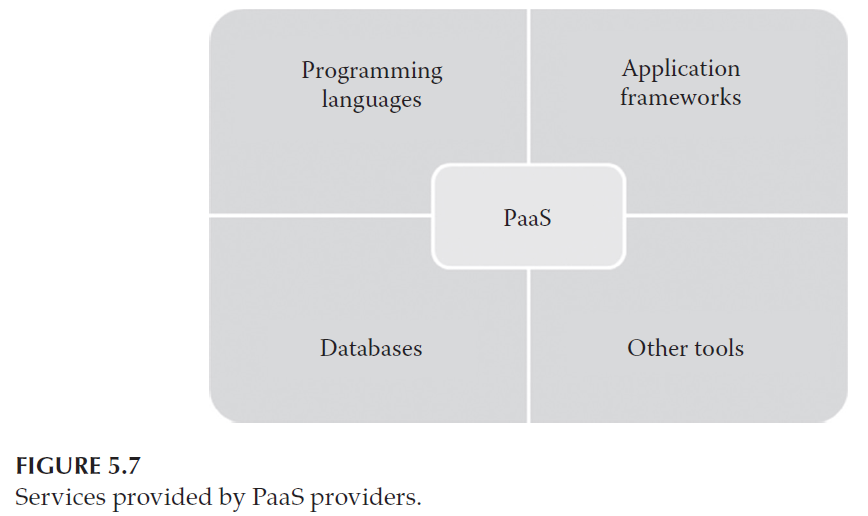 Programming
languages
Application
frameworks
PaaS
Databases
Other tools
FIGURE 5.7
Services provided by PaaS providers.